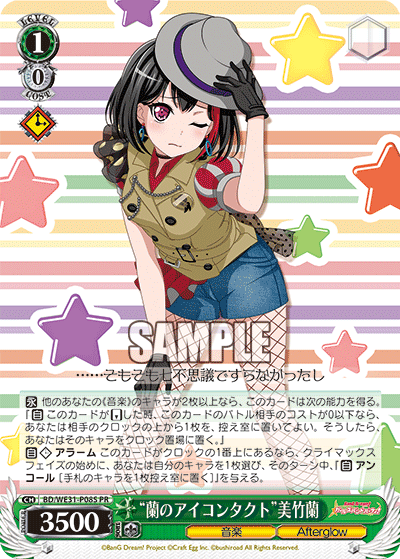 LEVEL
1
0
COST
SAMPLE
……そもそも七不思議ですらなかったし
永 他のあなたの《音楽》のキャラが2枚以上なら、このカードは次の能力を得る。
「自 このカードが【リバース】した時、このカードのバトル相手のコストが0以下なら、
あなたは相手のクロックの上から1枚を、控え室に置いてよい。そうしたら、
あなたはそのキャラをクロック置場に置く。」
自 アラーム このカードがクロックの1番上にあり、クライマックス
フェイズの始めに、あなたは自分のキャラを1枚選び、そのターン中、「自 アン
コール ［手札のキャラを1枚控え室に置く］」を与える。
CH BD/WE31-P08S PR
3500
“蘭のアイコンタクト”美竹蘭
音楽
Afterglow
©BanG Dream! Project ©Craft Egg Inc. ©bushiroad All Rights Reserved.